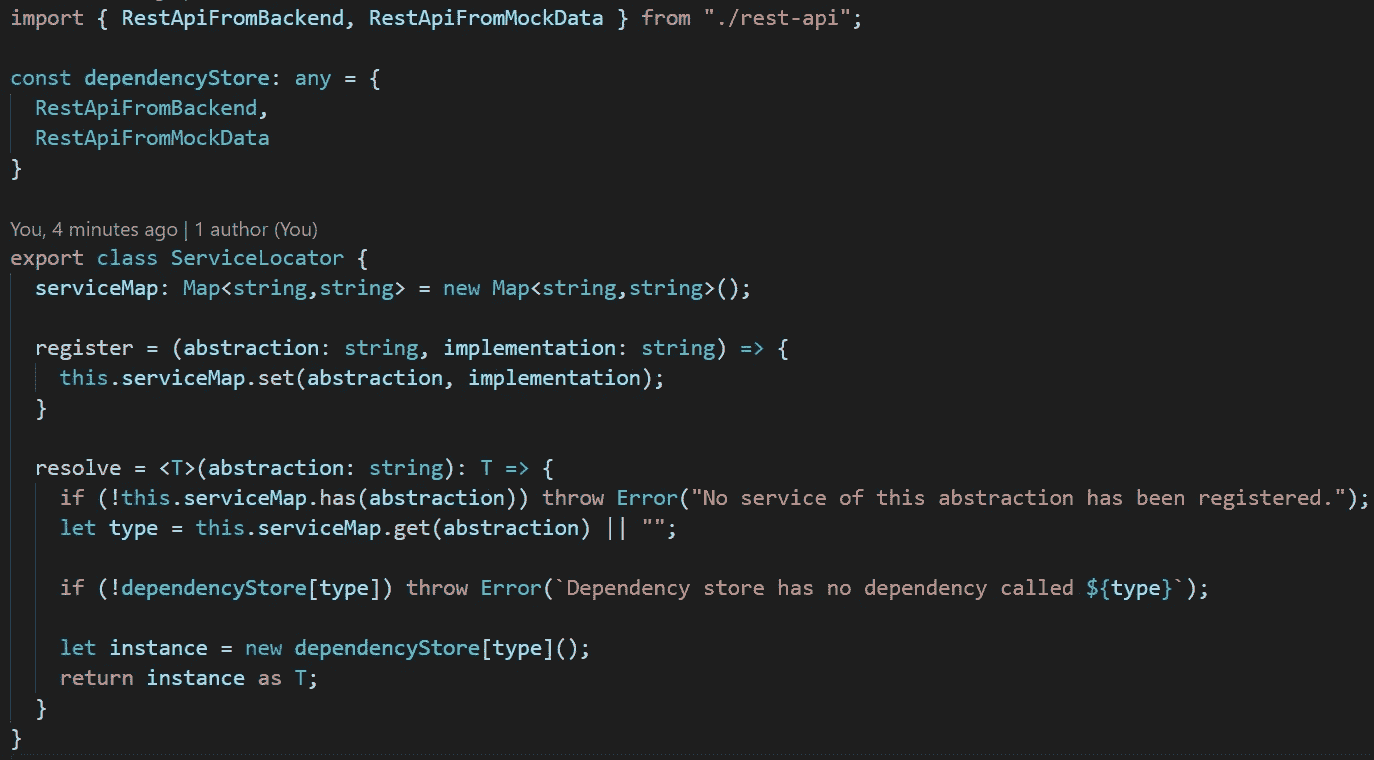 import { RestApiFromBackend, RestApiFromMockData } from "./rest-api";
const dependencyStore: any = {
RestApiFromBackend,
RestApiFromMockData
}
You, 4 minutes ago | 1 author (You)
export class ServiceLocator {
serviceMap: Map<string,string> = new Map<string,string>();
register = (abstraction: string, implementation: string) => {
this.serviceMap.set(abstraction, implementation);
}
resolve = <T>(abstraction: string): T => {
if (!this.serviceMap.has(abstraction)) throw Error("No service of this abstraction has been registered.");
let type = this.serviceMap.get(abstraction) || "";
if (!dependencyStore[type]) throw Error(`Dependency store has no dependency called ${type}`);
let instance = new dependencyStore[type]();
return instance as T;
}
}